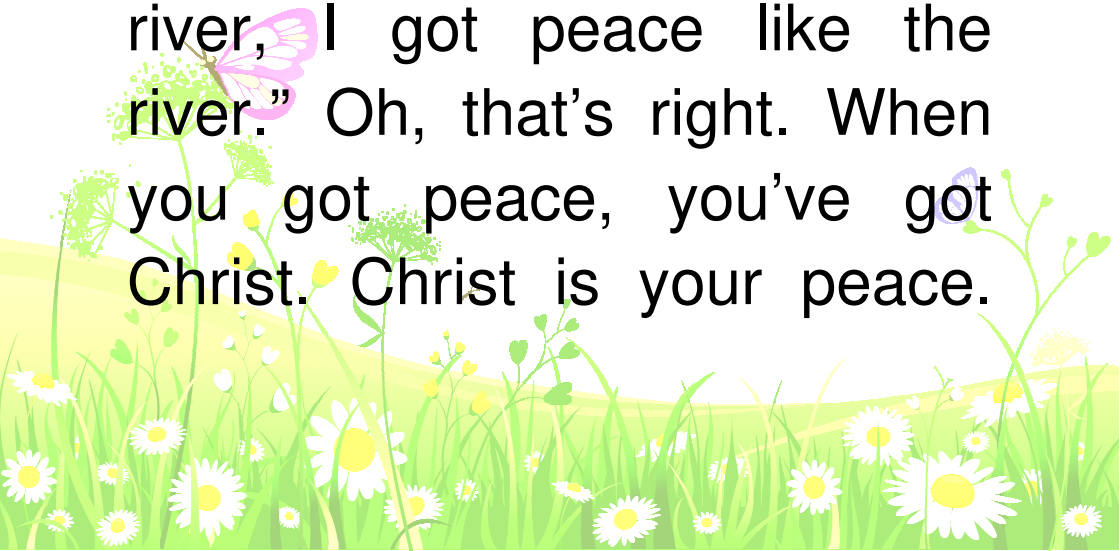 river, I got peace like the
river.” Oh, that’s right. When
you got peace, you’ve got
Christ. Christ is your peace.